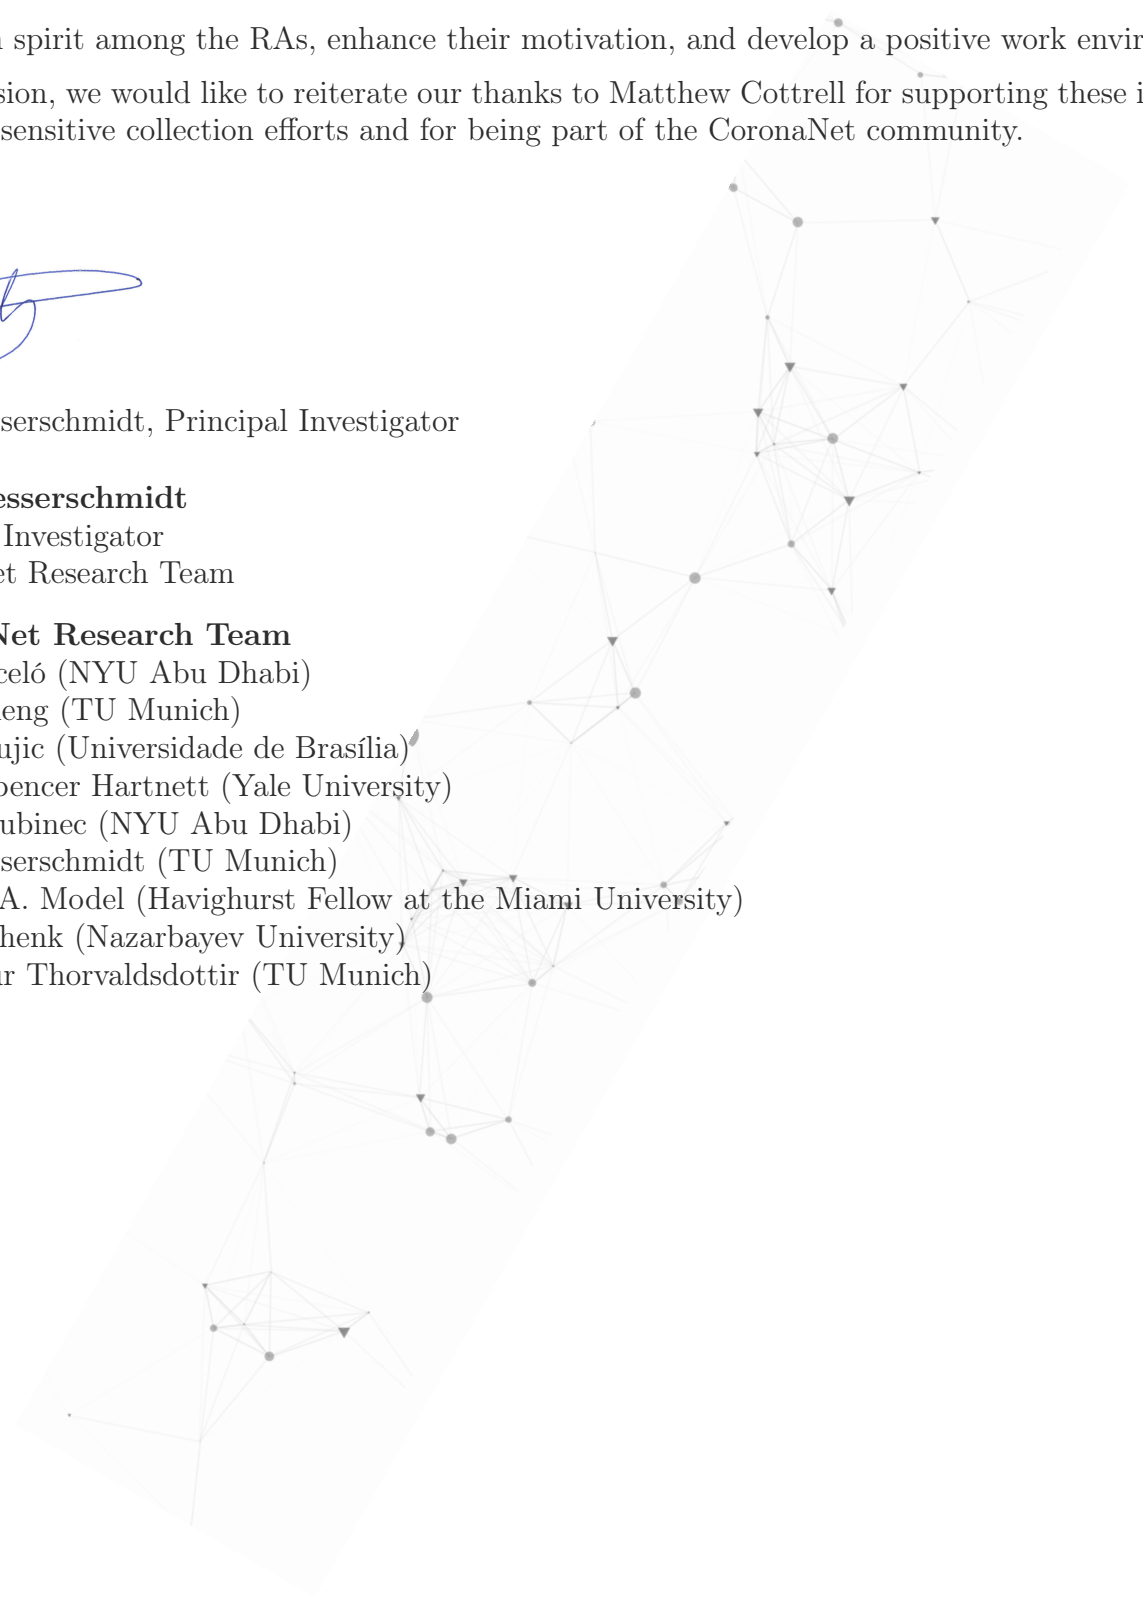 spirit among the RAs, enhance their motivation, and develop a positive work
we would like to reiterate our thanks to Matthew Cottrell for supporting these
sensitive collection efforts and for being part of the CoronaNet community.
serschmidt, Principal Investigator
esserschmidt
Investigator
et Research Team
Net Research Team
celó (NYU Abu Dhabi)
eng (TU Munich)
ujic (Universidade de Brasília)
pencer Hartnett (Yale University)
ubinec (NYU Abu Dhabi)
serschmidt (TU Munich)
A. Model (Havighurst Fellow at the Miami University)
henk (Nazarbayev University)
ur Thorvaldsdottir (TU Munich)